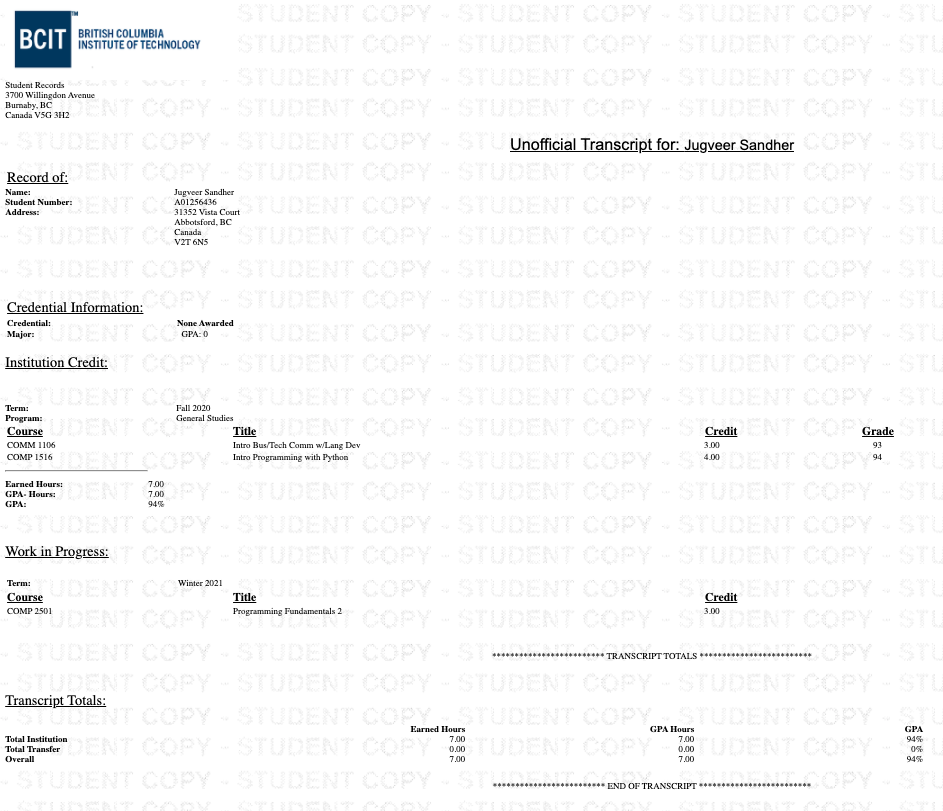 BCIT™ BRITISH COLUMBIA
INSTITUTE OF TECHNOLOGY
Student Records
3700 Willingdon Avenue
Burnaby, BC
Canada V5G 3H2
Unofficial Transcript for: Jugveer Sandher
Record of:
Name: Jugveer Sandher
Student Number: A01256436
Address: 31352 Vista Court
Abbotsford, BC
Canada
V2T 6N5
Credential Information:
Credential: None Awarded
Major: GPA: 0
Institution Credit:
Term: Fall 2020
Program: General Studies
Course Title Credit Grade
COMM 1106 Intro Bus/Tech Comm w/Lang Dev 3.00 93
COMP 1516 Intro Programming with Python 4.00 94
Earned Hours: 7.00
GPA- Hours: 7.00
GPA: 94%
Work in Progress:
Term: Winter 2021
Course Title Credit
COMP 2501 Programming Fundamentals 2 3.00
************************* TRANSCRIPT TOTALS *************************
Transcript Totals:
Earned Hours GPA Hours GPA
Total Institution 7.00 7.00 94%
Total Transfer 0.00 0.00 0%
Overall 7.00 7.00 94%
************************* END OF TRANSCRIPT *************************
STUDENT COPY